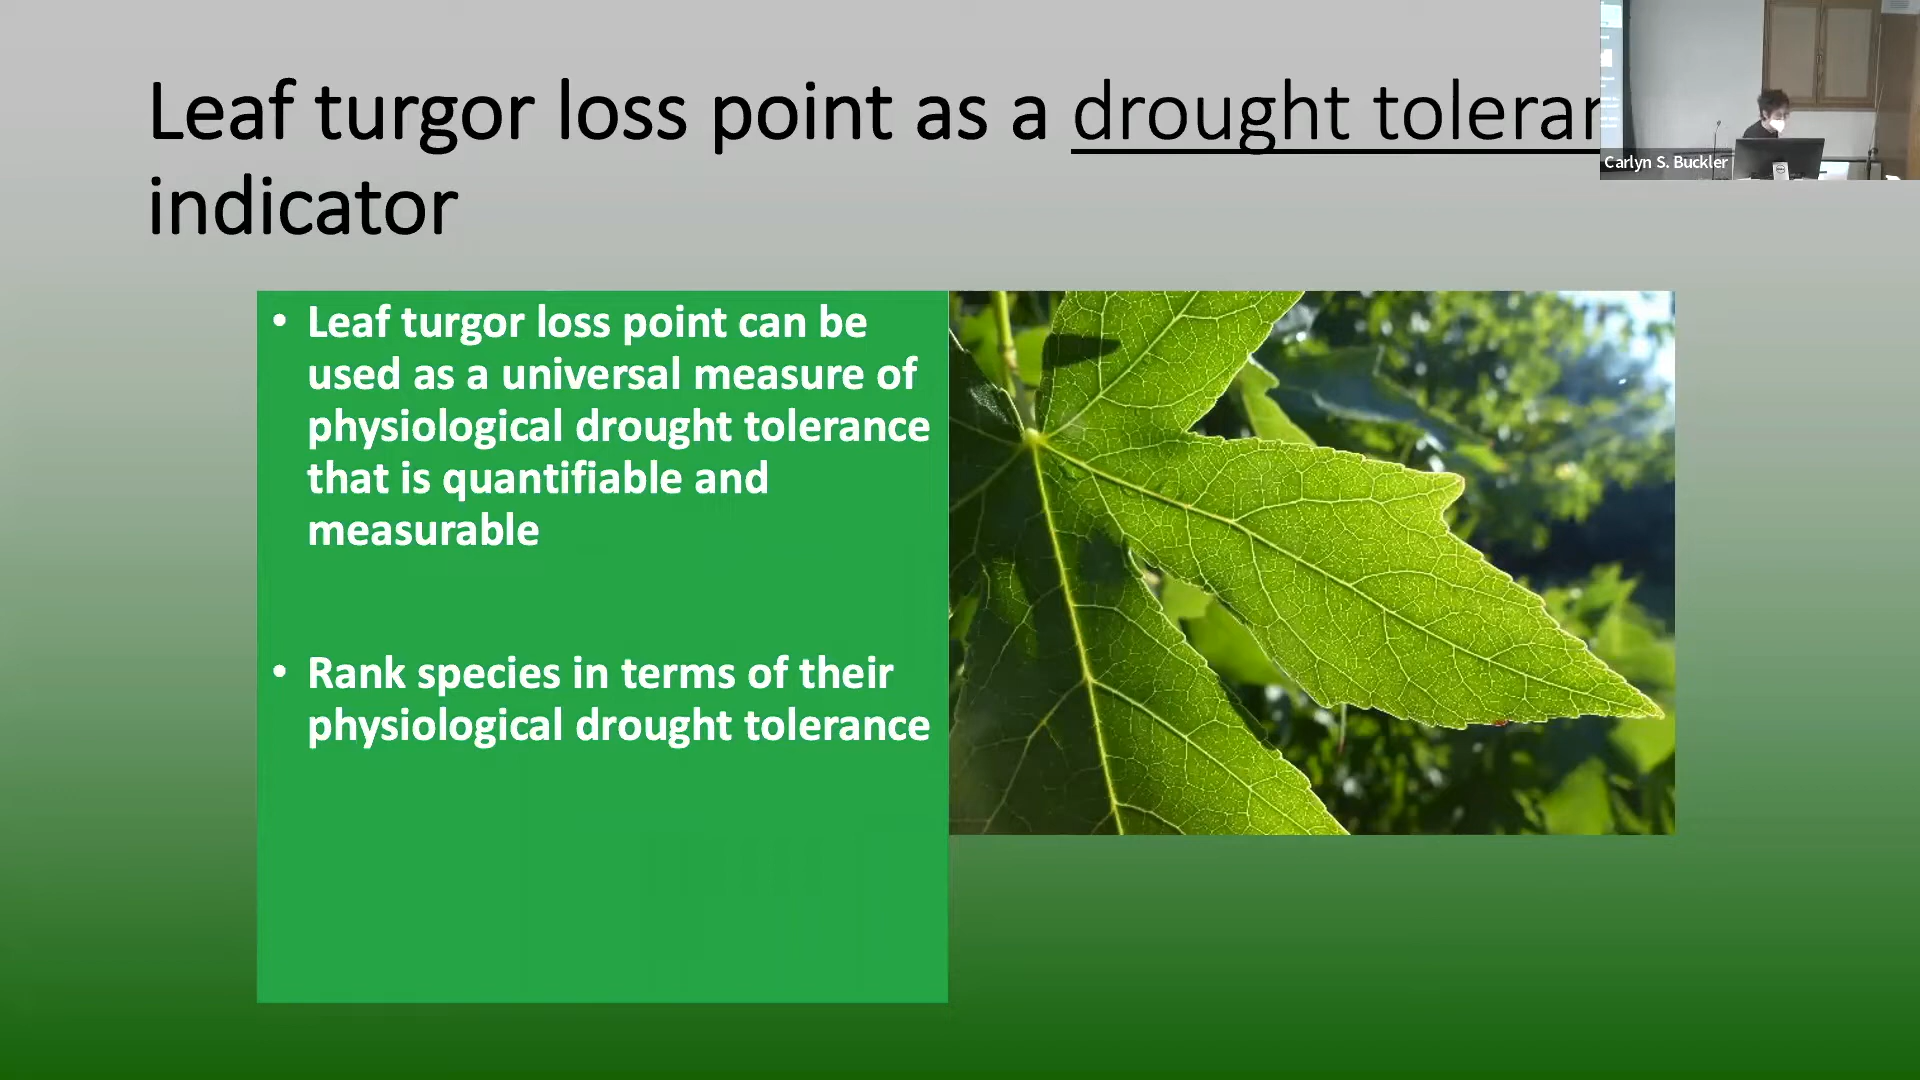 Leaf turgor loss point as a drought toleran
indicator
Carlyn S. Buckler
• Leaf turgor loss point can be
used as a universal measure of
physiological drought tolerance
that is quantifiable and
measurable
• Rank species in terms of their
physiological drought tolerance